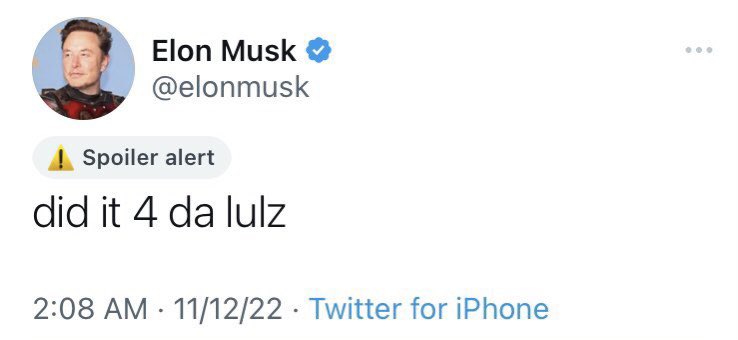 Elon Musk
@elonmusk
Spoiler alert
did it 4 da lulz
2:08 AM · 11/12/22 · Twitter for iPhone